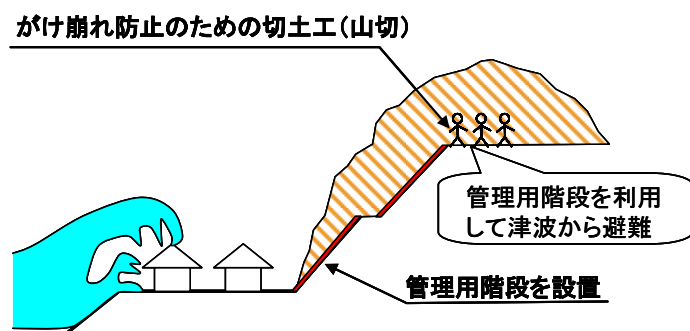 がけ崩れ防止のための切土工(山切)
管理用階段を利用
して津波から避難
管理用階段を設置